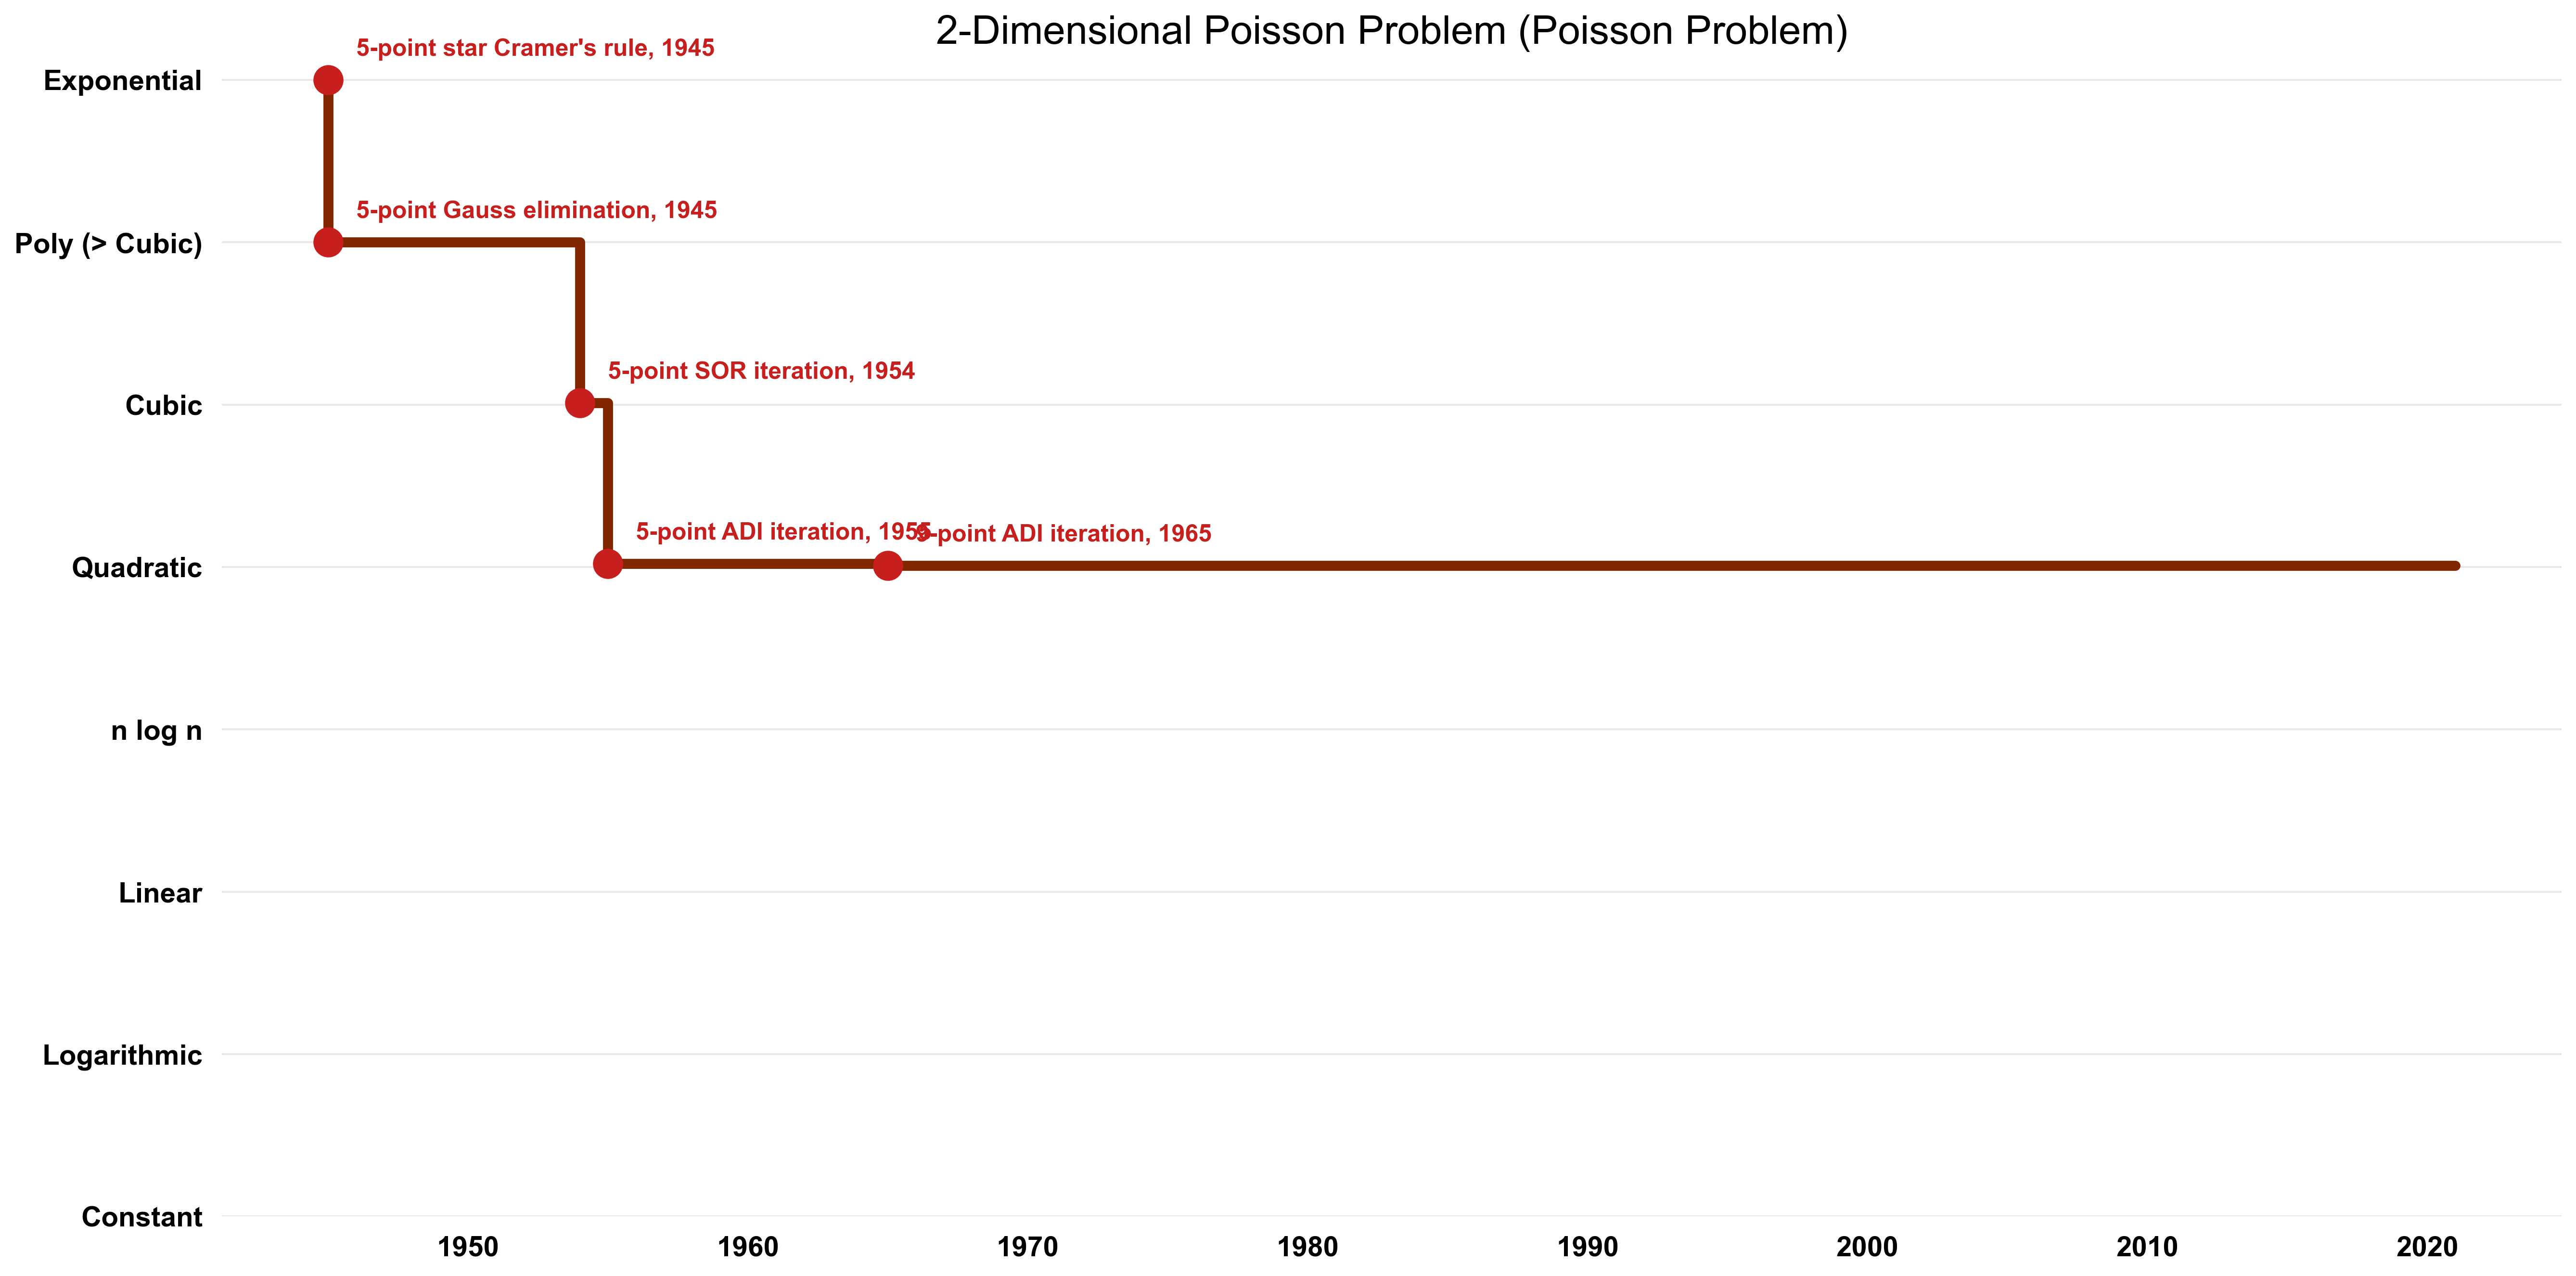 2-Dimensional Poisson Problem (Poisson Problem)
5-point star Cramer's rule, 1945
Exponential
5-point Gauss elimination, 1945
Poly (> Cubic)
5-point SOR iteration, 1954
Cubic
5-point ADI iteration, 1955
9-point ADI iteration, 1965
Quadratic
n log n
Linear
Logarithmic
Constant
1950 1960 1970 1980 1990 2000 2010 2020